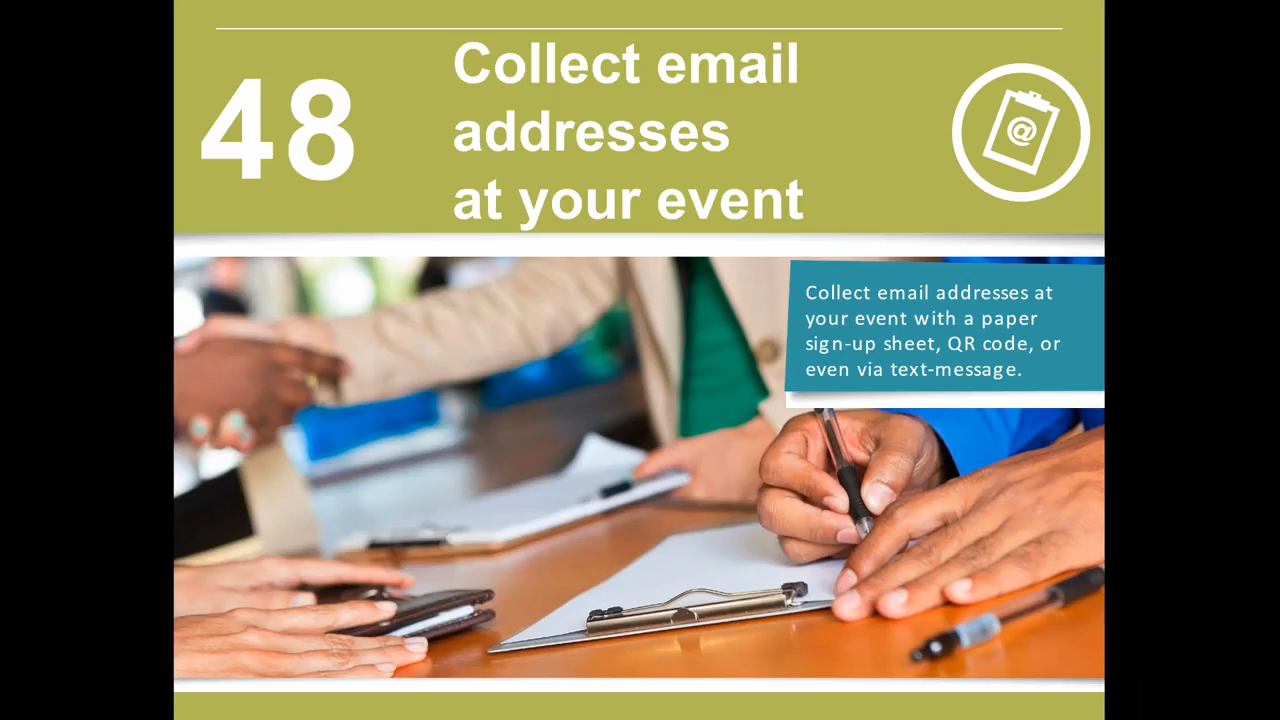 48
Collect email
addresses
at your event
@
Collect email addresses at
your event with a paper
sign-up sheet, QR code, or
even via text-message.